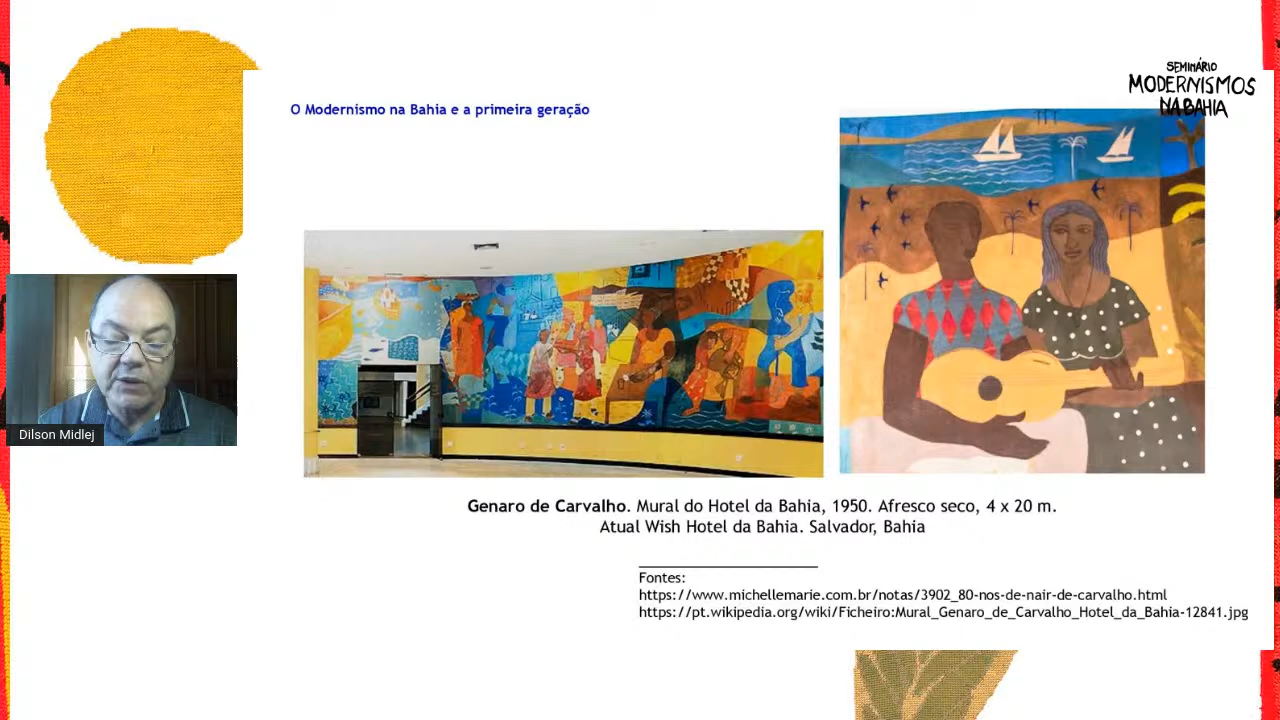 SEMINÁRIO
MODERNISMOS
NA BAHIA
O Modernismo na Bahia e a primeira geração
Dilson Midlej
Genaro de Carvalho. Mural do Hotel da Bahia, 1950. Afresco seco, 4 x 20 m.
Atual Wish Hotel da Bahia. Salvador, Bahia
Fontes:
https://www.michellemarie.com.br/notas/3902_80-nos-de-nair-de-carvalho.html
https://pt.wikipedia.org/wiki/Ficheiro:Mural_Genaro_de_Carvalho_Hotel_da_Bahia-12841.jpg